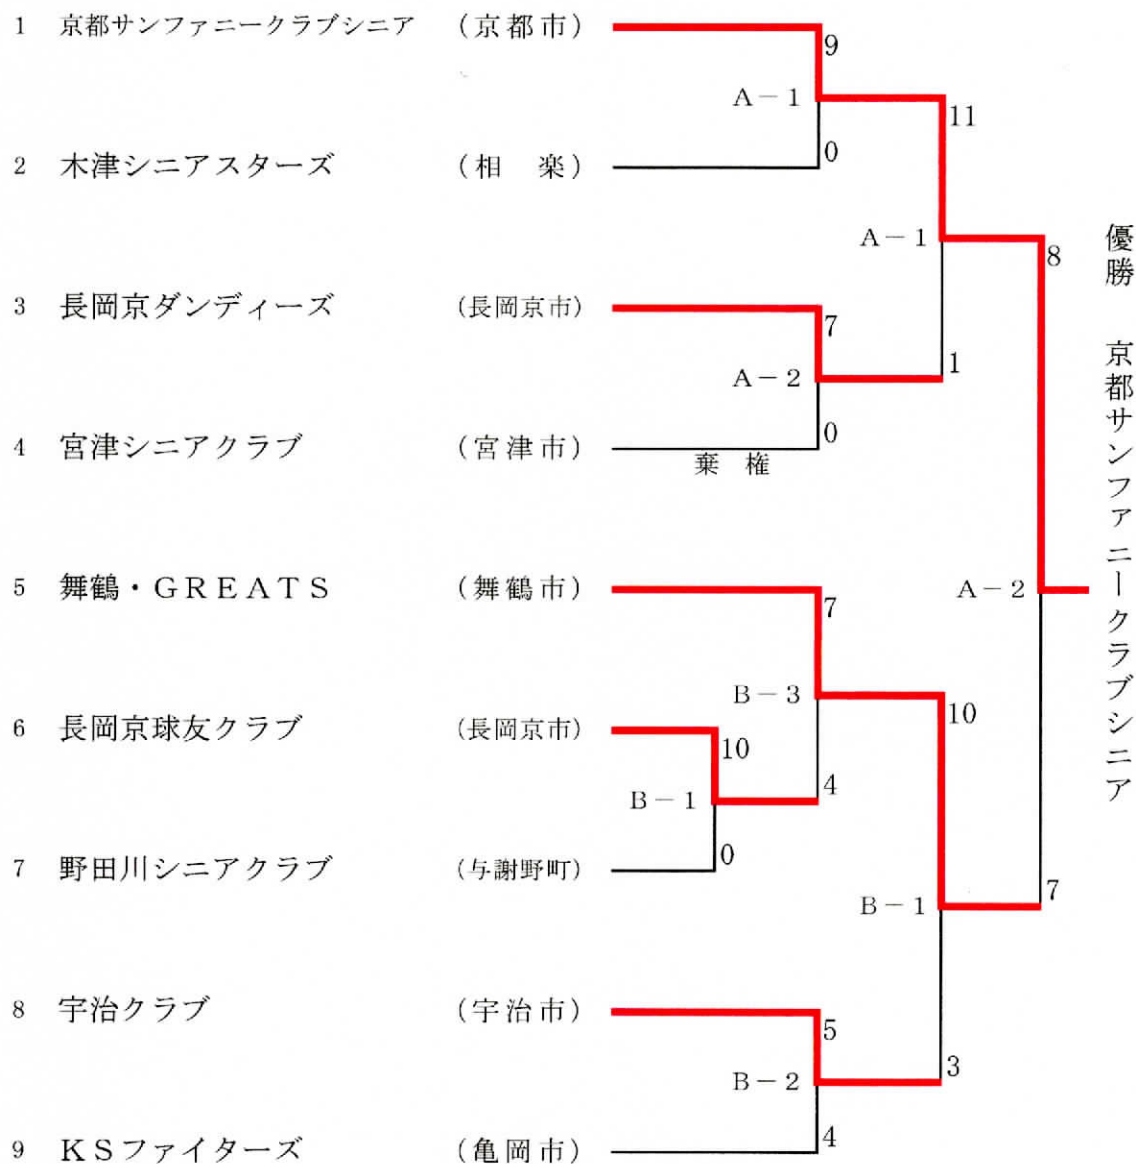 1 京都サンファニークラブシニア (京都市)
9
A－1
11
0
2 木津シニアスターズ (相　楽)
A－1
8
3 長岡京ダンディーズ (長岡京市)
7
A－2
1
0
4 宮津シニアクラブ (宮津市)
棄　権
5 舞鶴・ＧＲＥＡＴＳ (舞鶴市)
7
A－2
B－3
10
6 長岡京球友クラブ (長岡京市)
10
4
B－1
0
7 野田川シニアクラブ (与謝野町)
7
B－1
8 宇治クラブ (宇治市)
5
3
B－2
4
9 ＫＳファイターズ (亀岡市)
優勝　京都サンファニークラブシニア